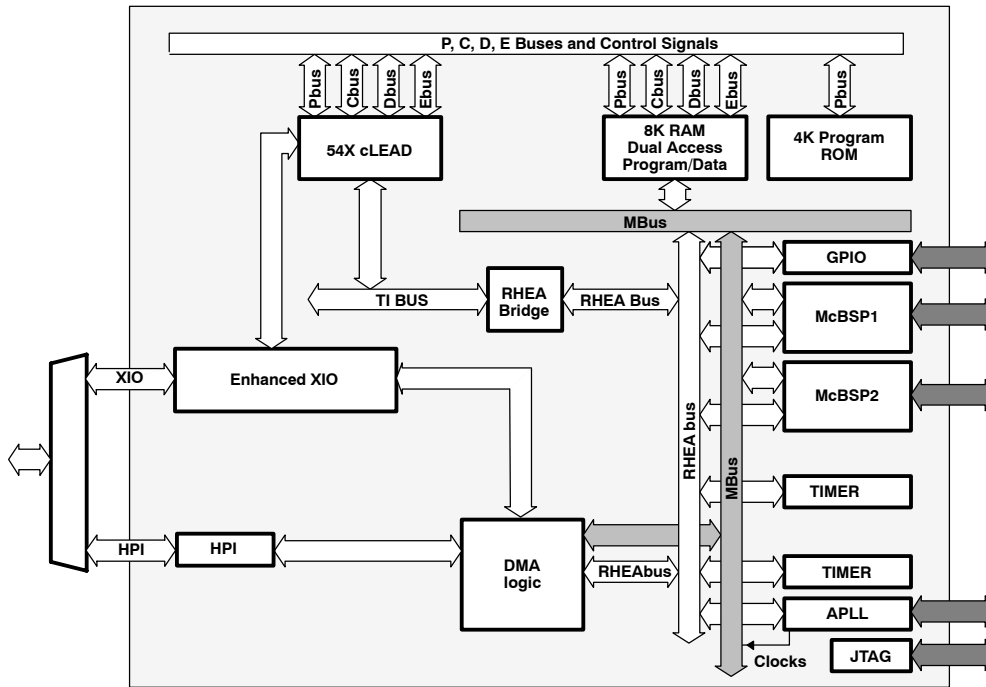 P, C, D, E Buses and Control Signals
Pbus
Cbus
Dbus
Ebus
Pbus
Cbus
Dbus
Ebus
Pbus
54X cLEAD
8K RAM
Dual Access
Program/Data
4K Program
ROM
MBus
GPIO
TI BUS
RHEA
Bridge
RHEA Bus
McBSP1
XIO
Enhanced XIO
McBSP2
RHEA bus
MBus
TIMER
HPI
HPI
DMA
logic
RHEAbus
TIMER
APLL
Clocks
JTAG